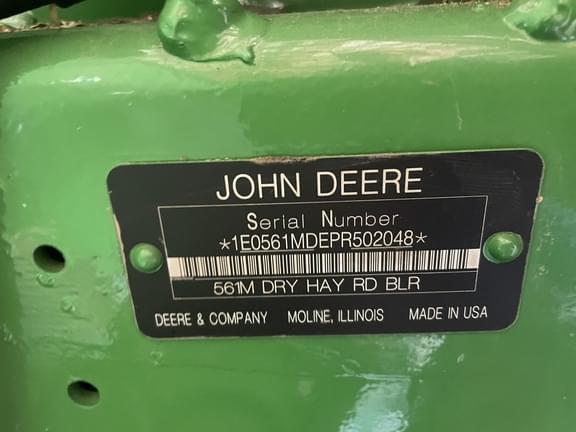 JOHN DEERE
Serial Number
*1E0561MDEPR502048*
561M DRY HAY RD BLR
DEERE & COMPANY MOLINE, ILLINOIS MADE IN USA